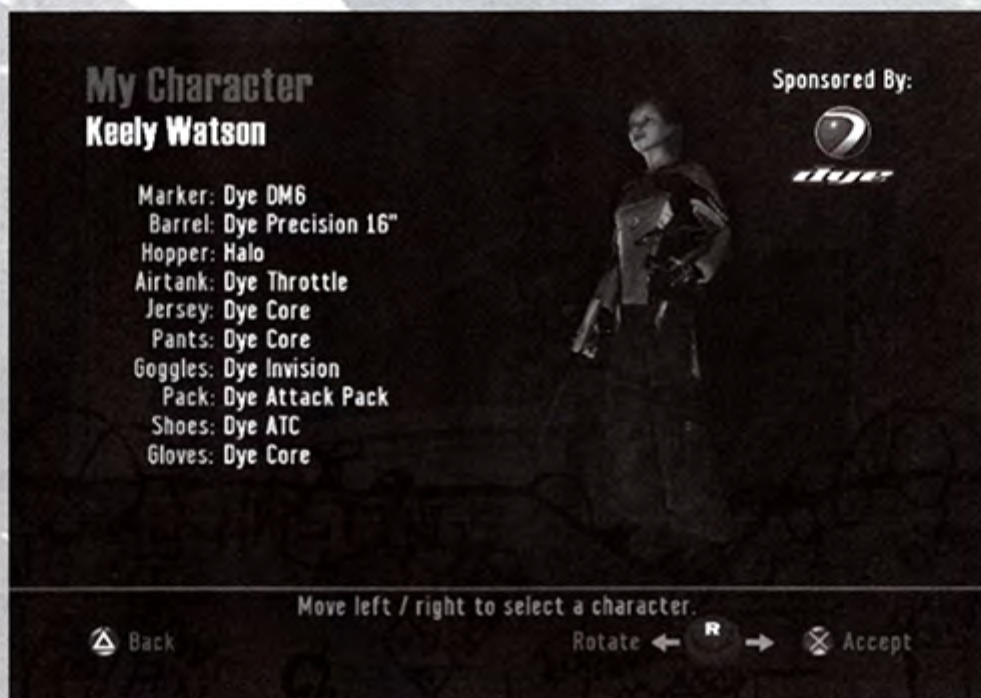 My Character
Keely Watson
Sponsored By:
dye
Marker: Dye DM6
Barrel: Dye Precision 16"
Hopper: Halo
Airtank: Dye Throttle
Jersey: Dye Core
Pants: Dye Core
Goggles: Dye Invision
Pack: Dye Attack Pack
Shoes: Dye ATC
Gloves: Dye Core
Move left / right to select a character.
Back
Rotate
R
Accept